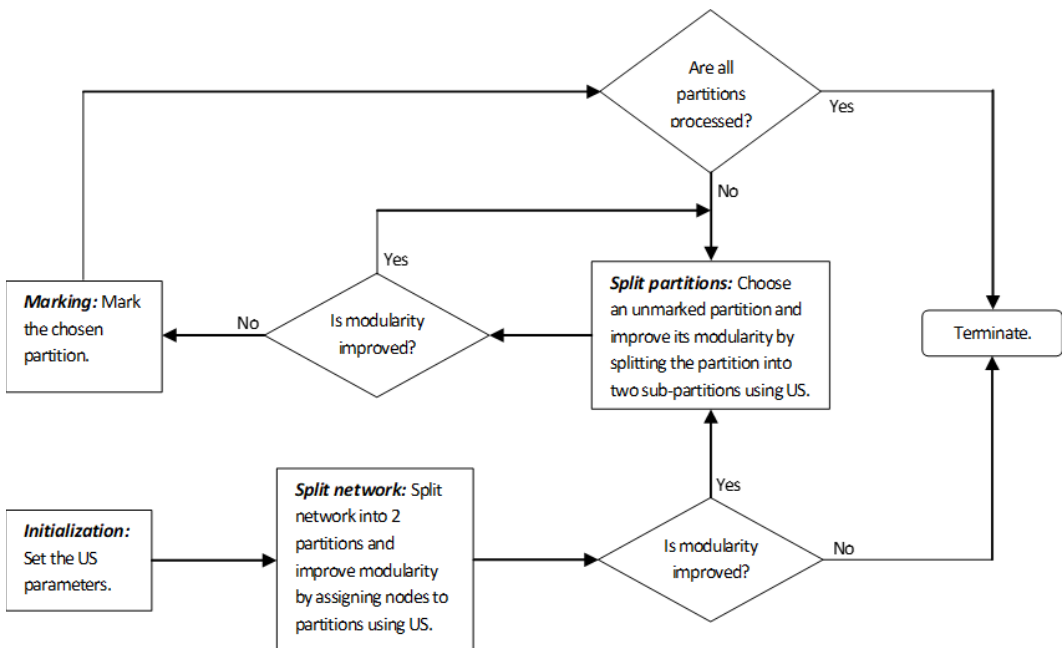 Are all
partitions
processed?
Yes
No
Yes
Marking: Mark
the chosen
partition.
No
Is modularity
improved?
Split partitions: Choose
an unmarked partition and
improve its modularity by
splitting the partition into
two sub-partitions using US.
Terminate.
Initialization:
Set the US
parameters.
Split network: Split
network into 2
partitions and
improve modularity
by assigning nodes to
partitions using US.
Yes
Is modularity
improved?
No